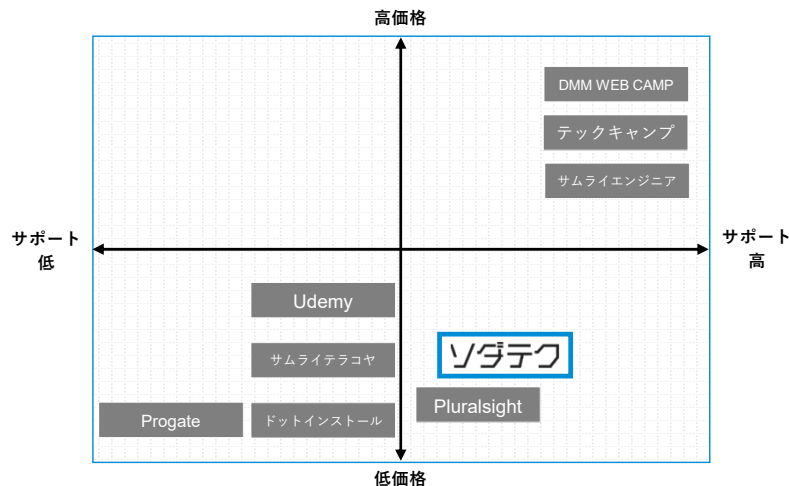 高価格
DMM WEB CAMP
テックキャンプ
サムライエンジニア
サポート
低
サポート
高
Udemy
サムライテラコヤ
ソダテク
Pluralsight
Progate
ドットインストール
低価格